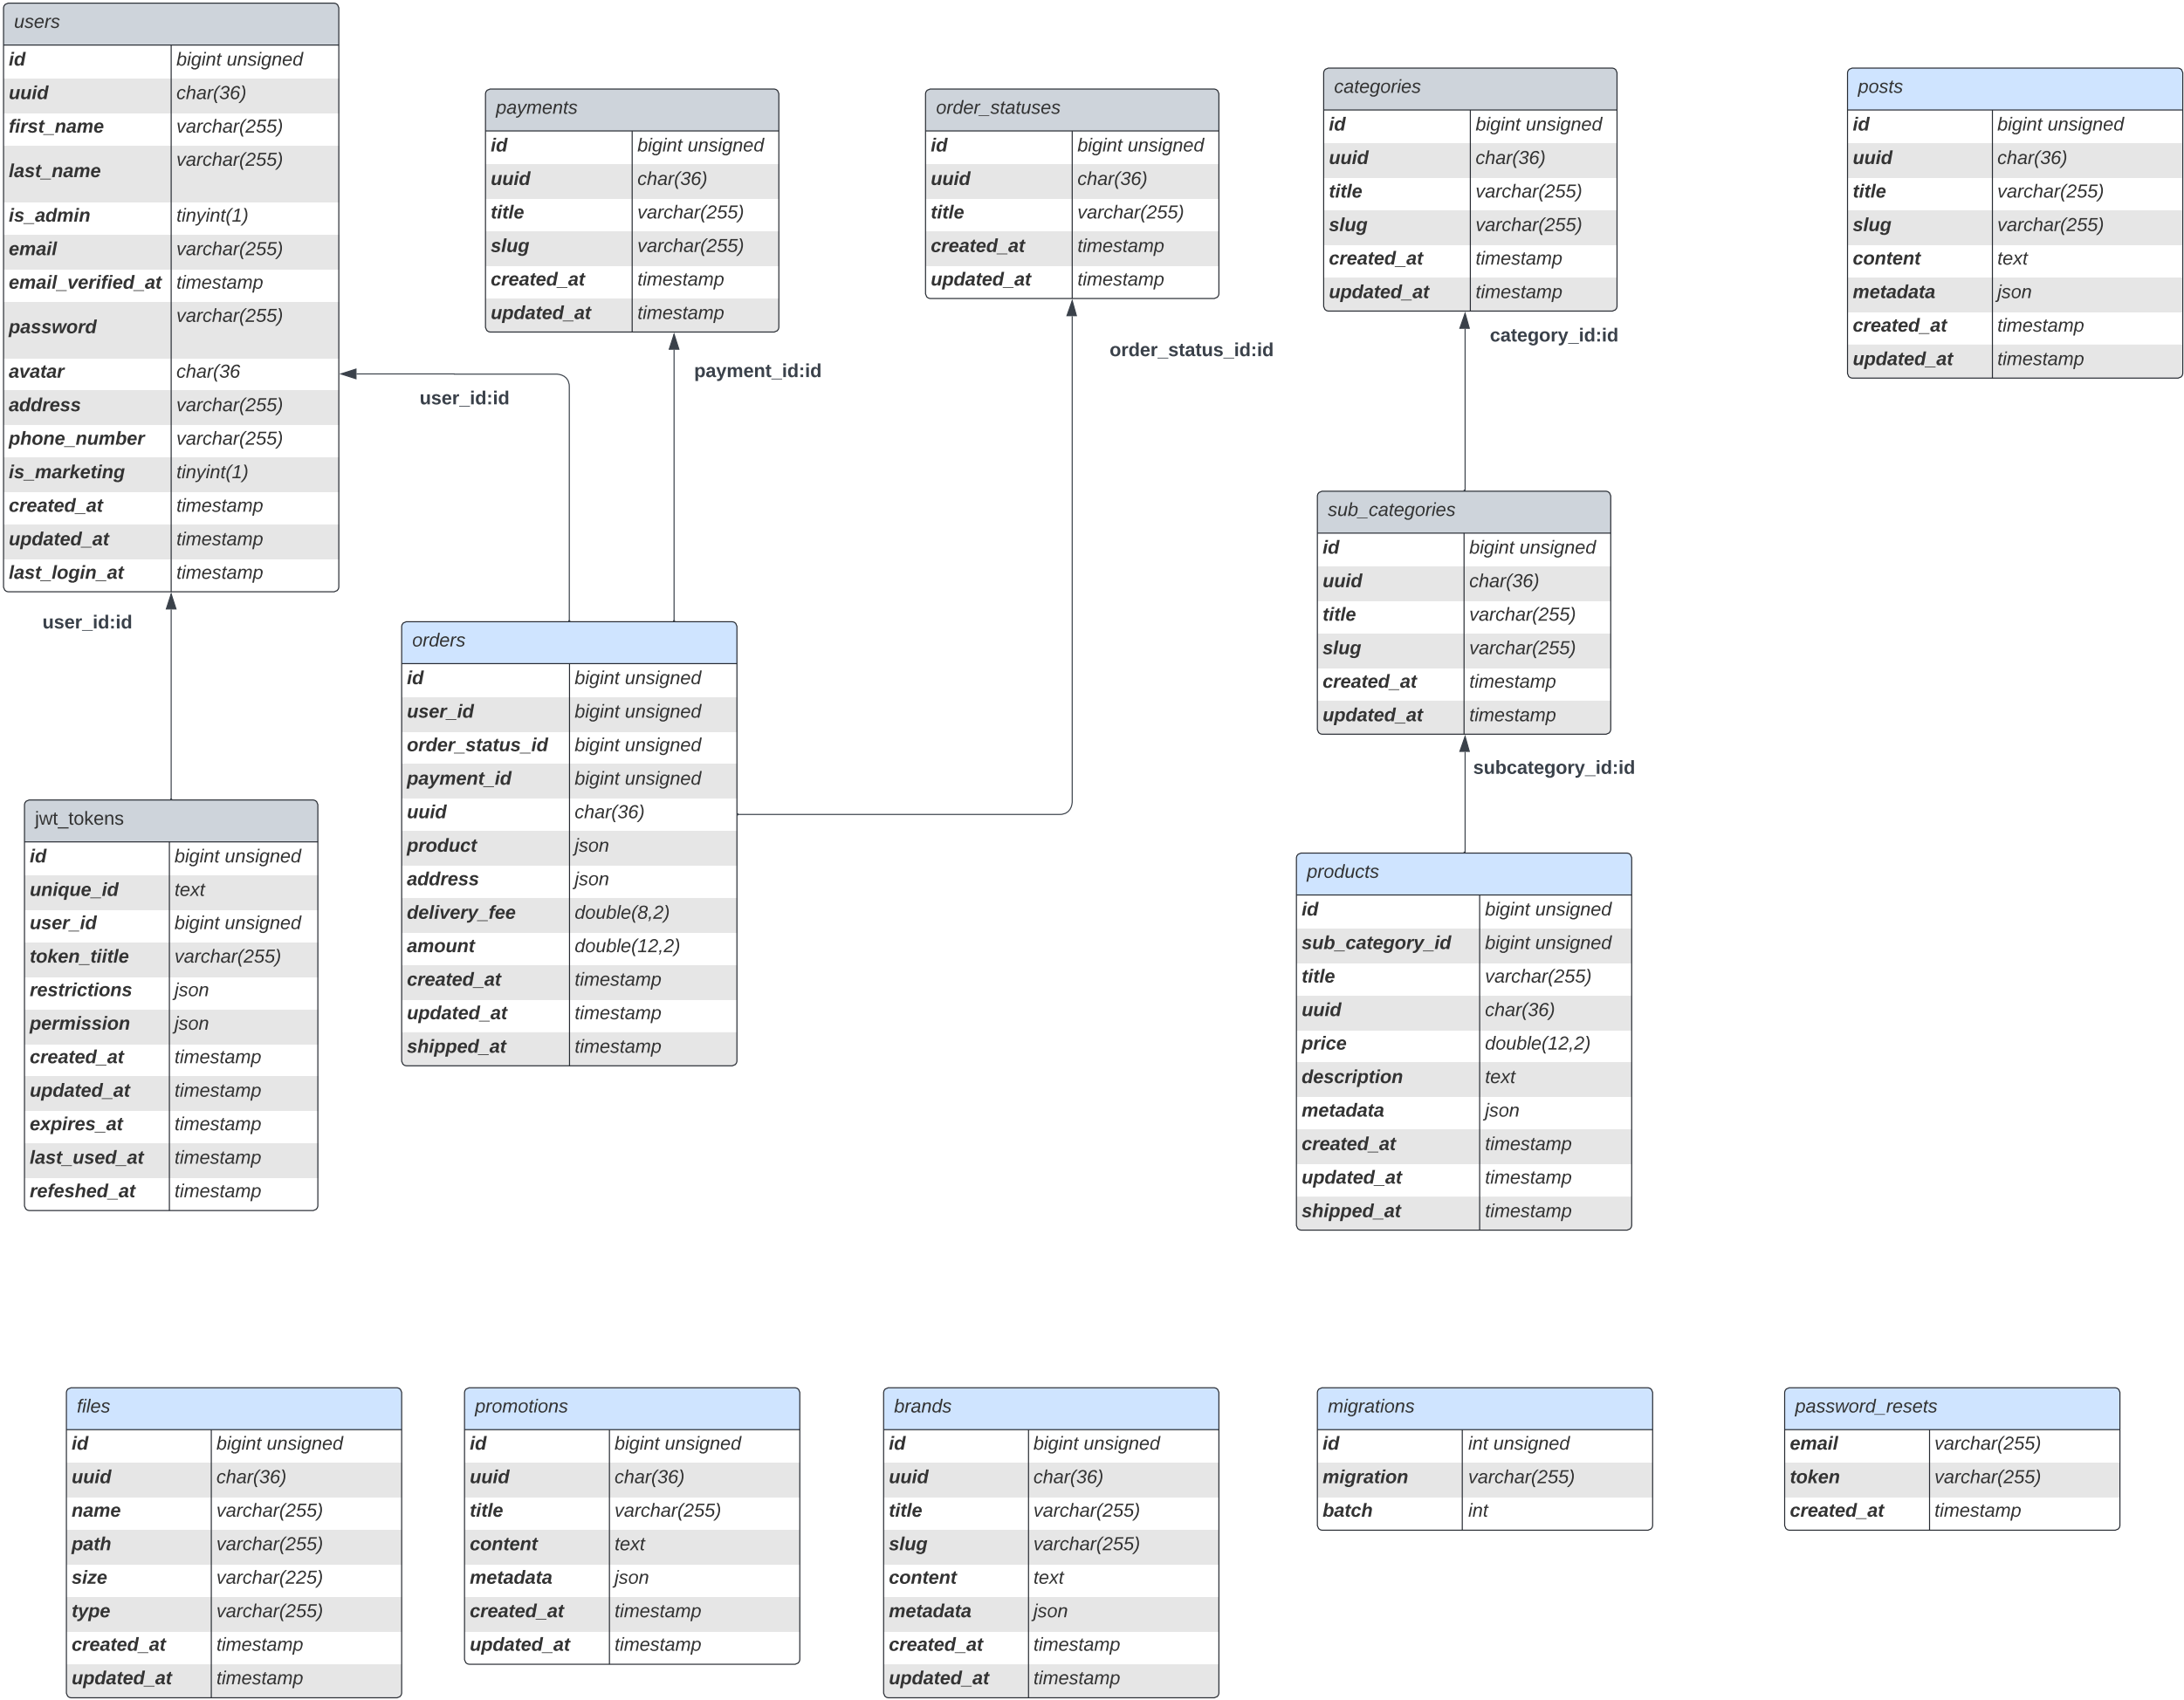 users
id bigint unsigned
uuid char(36)
first_name varchar(255)
last_name varchar(255)
is_admin tinyint(1)
email varchar(255)
email_verified_at timestamp
password varchar(255)
avatar char(36
address varchar(255)
phone_number varchar(255)
is_marketing tinyint(1)
created_at timestamp
updated_at timestamp
last_login_at timestamp
payments
id bigint unsigned
uuid char(36)
title varchar(255)
slug varchar(255)
created_at timestamp
updated_at timestamp
order_statuses
id bigint unsigned
uuid char(36)
title varchar(255)
created_at timestamp
updated_at timestamp
categories
id bigint unsigned
uuid char(36)
title varchar(255)
slug varchar(255)
created_at timestamp
updated_at timestamp
posts
id bigint unsigned
uuid char(36)
title varchar(255)
slug varchar(255)
content text
metadata json
created_at timestamp
updated_at timestamp
user_id:id
payment_id:id
order_status_id:id
category_id:id
sub_categories
id bigint unsigned
uuid char(36)
title varchar(255)
slug varchar(255)
created_at timestamp
updated_at timestamp
user_id:id
orders
id bigint unsigned
user_id bigint unsigned
order_status_id bigint unsigned
payment_id bigint unsigned
uuid char(36)
product json
address json
delivery_fee double(8,2)
amount double(12,2)
created_at timestamp
updated_at timestamp
shipped_at timestamp
subcategory_id:id
jwt_tokens
id bigint unsigned
unique_id text
user_id bigint unsigned
token_tiitle varchar(255)
restrictions json
permission json
created_at timestamp
updated_at timestamp
expires_at timestamp
last_used_at timestamp
refeshed_at timestamp
products
id bigint unsigned
sub_category_id bigint unsigned
title varchar(255)
uuid char(36)
price double(12,2)
description text
metadata json
created_at timestamp
updated_at timestamp
shipped_at timestamp
files
id bigint unsigned
uuid char(36)
name varchar(255)
path varchar(255)
size varchar(225)
type varchar(255)
created_at timestamp
updated_at timestamp
promotions
id bigint unsigned
uuid char(36)
title varchar(255)
content text
metadata json
created_at timestamp
updated_at timestamp
brands
id bigint unsigned
uuid char(36)
title varchar(255)
slug varchar(255)
content text
metadata json
created_at timestamp
updated_at timestamp
migrations
id int unsigned
migration varchar(255)
batch int
password_resets
email varchar(255)
token varchar(255)
created_at timestamp